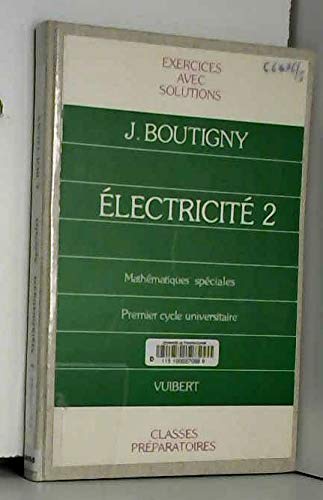 EXERCICES
AVEC
SOLUTIONS
J. BOUTIGNY
ÉLECTRICITÉ 2
Mathématiques spéciales
Premier cycle universitaire
D
VUIBERT
CLASSES
PRÉPARATOIRES